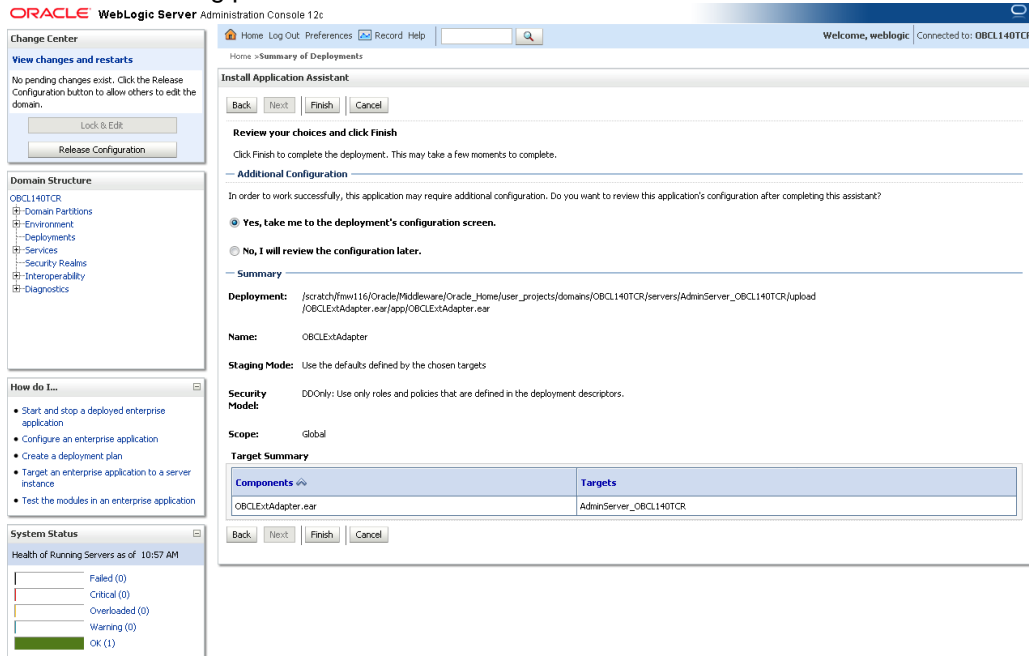 ORACLE WebLogic Server Administration Console 12c
Change Center
View changes and restarts
No pending changes exist. Click the Release
Configuration button to allow others to edit the
domain.
Lock & Edit
Release Configuration
Domain Structure
OBCL140TCR
Domain Partitions
Environment
Deployments
Services
Security Realms
Interoperability
Diagnostics
How do I...
Start and stop a deployed enterprise
application
Configure an enterprise application
Create a deployment plan
Target an enterprise application to a server
instance
Test the modules in an enterprise application
System Status
Health of Running Servers as of 10:57 AM
Failed (0)
Critical (0)
Overloaded (0)
Warning (0)
OK (1)
Home Log Out Preferences Record Help
Welcome, weblogic Connected to: OBCL140TCR
Home >Summary of Deployments
Install Application Assistant
Back Next Finish Cancel
Review your choices and click Finish
Click Finish to complete the deployment. This may take a few moments to complete.
Additional Configuration
In order to work successfully, this application may require additional configuration. Do you want to review this application's configuration after completing this assistant?
Yes, take me to the deployment's configuration screen.
No, I will review the configuration later.
Summary
Deployment: /scratch/fmw116/Oracle/Middleware/Oracle_Home/user_projects/domains/OBCL140TCR/servers/AdminServer_OBCL140TCR/upload
/OBCLExtAdapter.ear/app/OBCLExtAdapter.ear
Name: OBCLExtAdapter
Staging Mode: Use the defaults defined by the chosen targets
Security Model: DDOnly: Use only roles and policies that are defined in the deployment descriptors.
Scope: Global
Target Summary
Components Targets
OBCLExtAdapter.ear AdminServer_OBCL140TCR
Back Next Finish Cancel